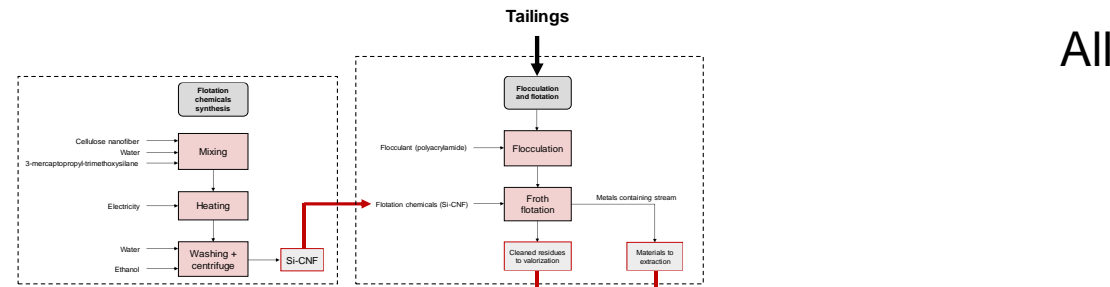 Tailings
All
Flotation
chemicals
synthesis
Cellulose nanofiber
Water
3-mercaptopropyl-trimethoxysilane
Mixing
Electricity
Heating
Water
Ethanol
Washing +
centrifuge
Si-CNF
Flocculation
and flotation
Flocculant (polyacrylamide)
Flocculation
Flotation chemicals (Si-CNF)
Froth
flotation
Metals containing stream
Cleaned residues
to valorization
Materials to
extraction